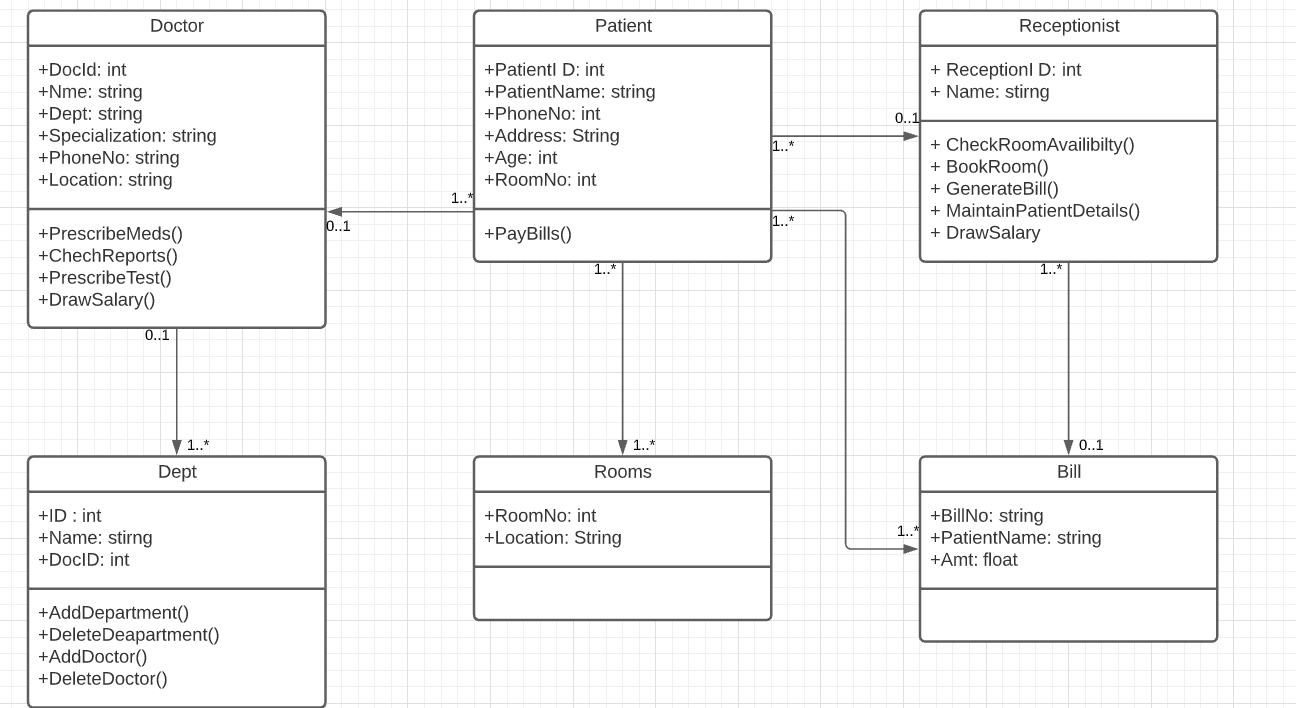 Doctor
+DocId: int
+Nme: string
+Dept: string
+Specialization: string
+PhoneNo: string
+Location: string
+PrescribeMeds()
+ChechReports()
+PrescribeTest()
+DrawSalary()
Patient
+PatientI D: int
+PatientName: string
+PhoneNo: int
+Address: String
+Age: int
+RoomNo: int
+PayBills()
Receptionist
+ ReceptionI D: int
+ Name: stirng
+ CheckRoomAvailibilty()
+ BookRoom()
+ GenerateBill()
+ MaintainPatientDetails()
+ DrawSalary
1..*
0..1
1..*
0..1
1..*
1..*
1..*
0..1
1..*
1..*
0..1
1..*
Dept
+ID : int
+Name: stirng
+DocID: int
+AddDepartment()
+DeleteDeapartment()
+AddDoctor()
+DeleteDoctor()
Rooms
+RoomNo: int
+Location: String
Bill
+BillNo: string
+PatientName: string
+Amt: float